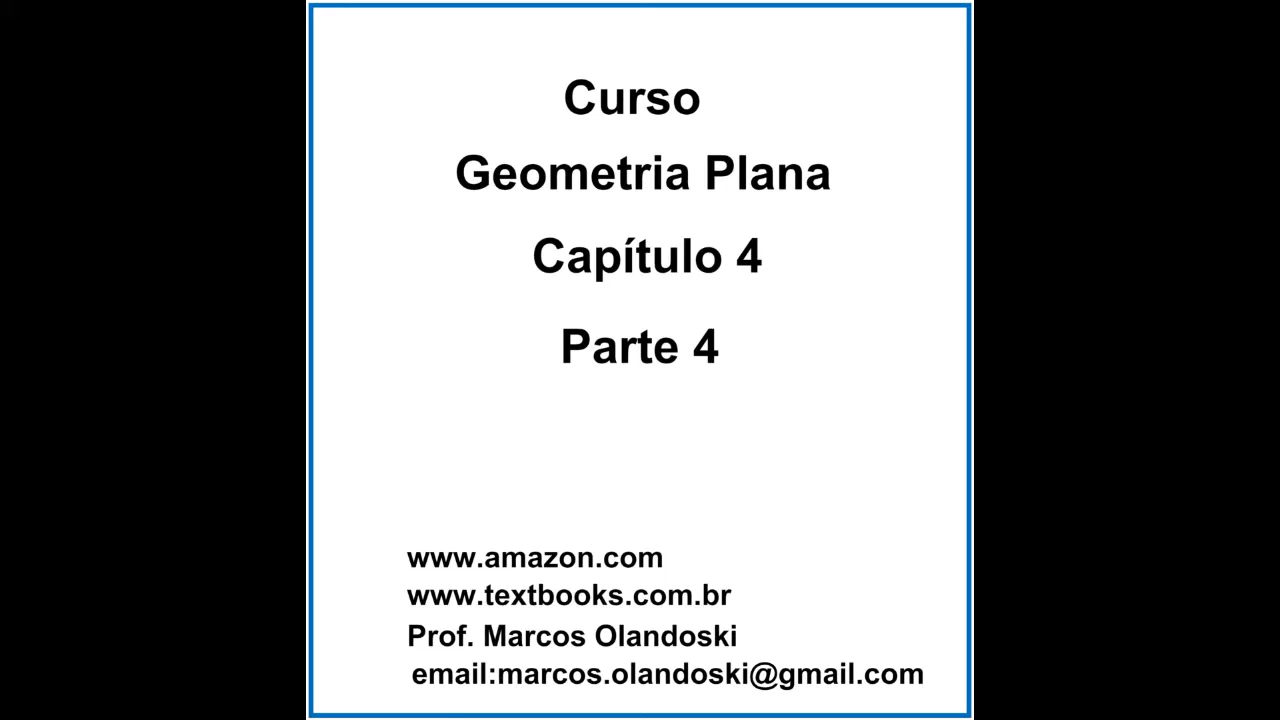 Curso
Geometria Plana
Capítulo 4
Parte 4
www.amazon.com
www.textbooks.com.br
Prof. Marcos Olandoski
email:marcos.olandoski@gmail.com